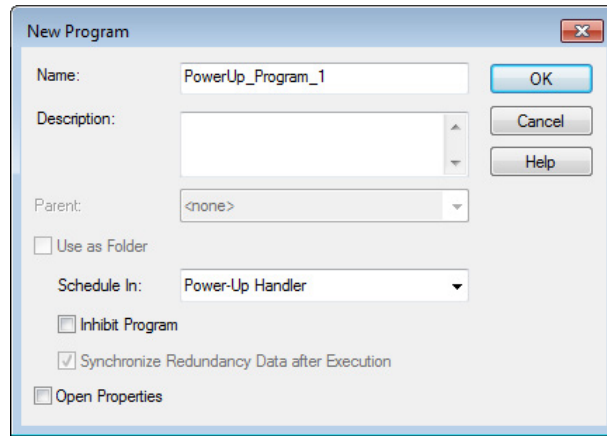 New Program
Name: PowerUp_Program_1 OK
Description: Cancel
Help
Parent: <none>
Use as Folder
Schedule In: Power-Up Handler
Inhibit Program
Synchronize Redundancy Data after Execution
Open Properties